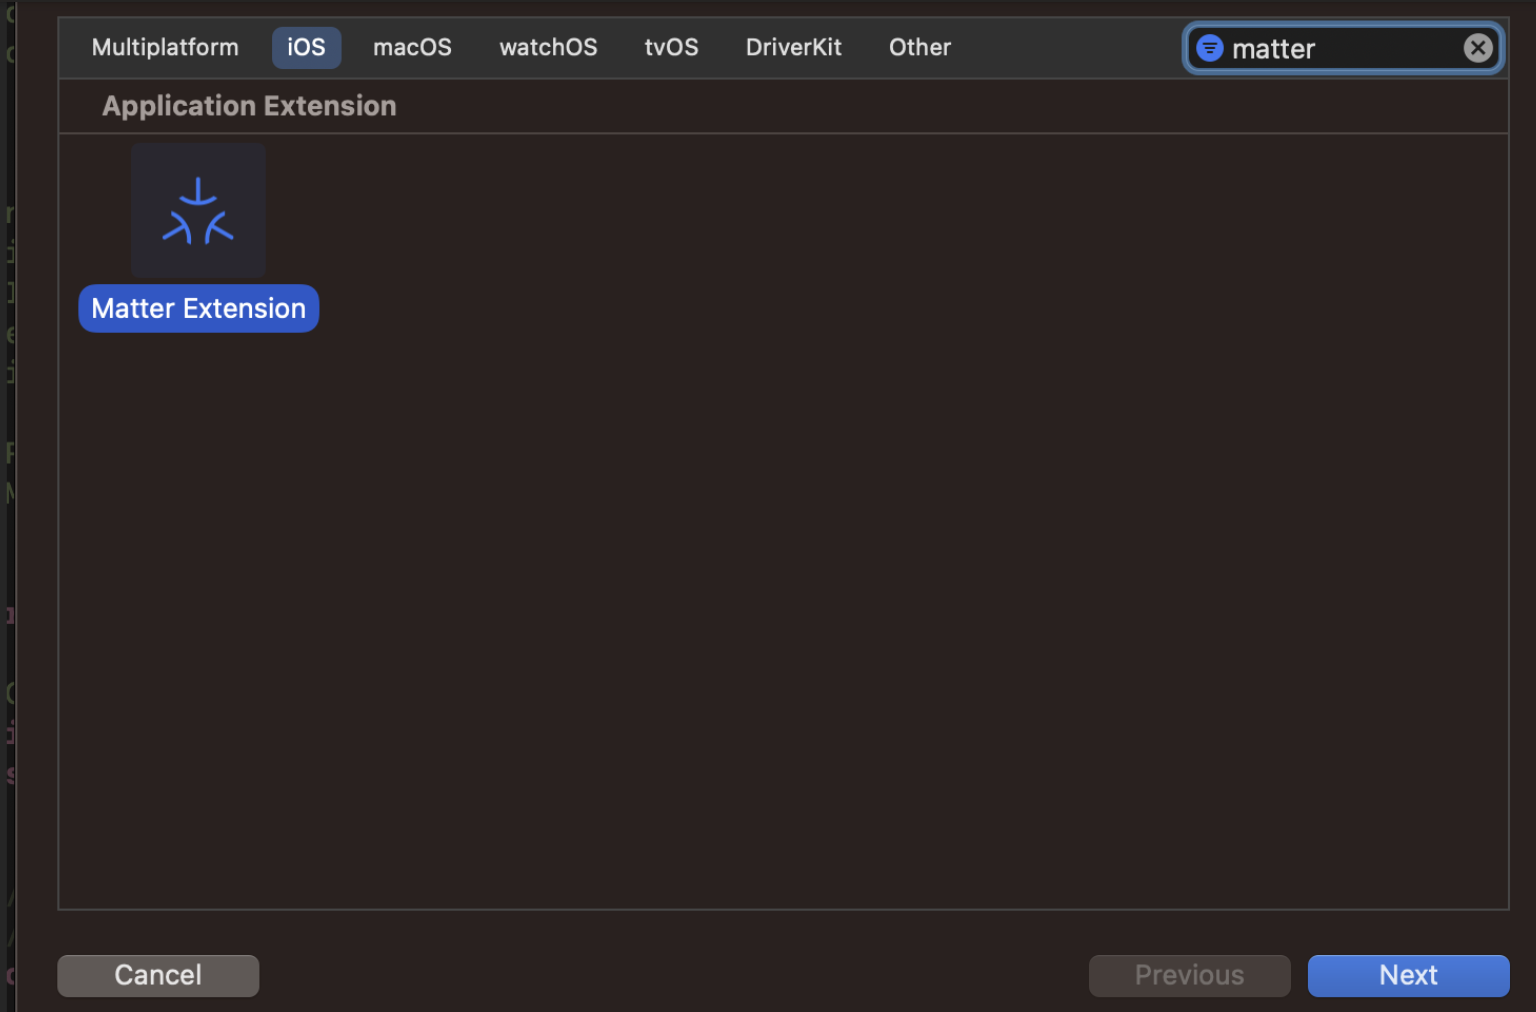 Multiplatform iOS macOS watchOS tvOS DriverKit Other matter
Application Extension
Matter Extension
Cancel Previous Next